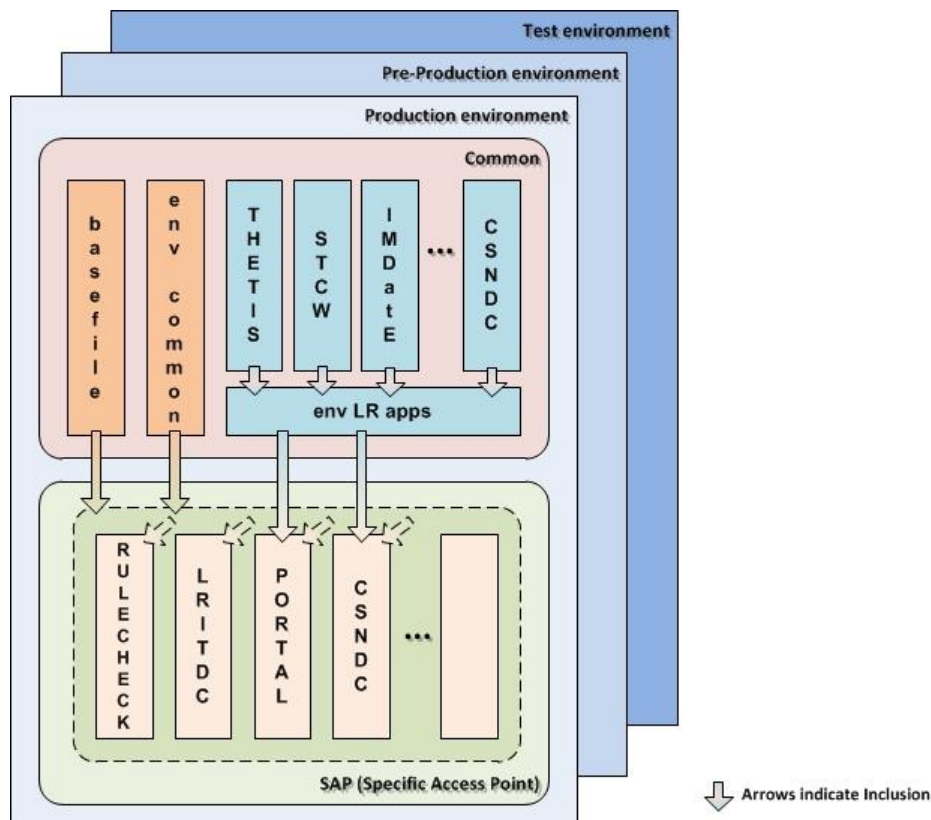 Test environment
Pre-Production environment
Production environment
Common
basefile
env common
THETIS
STCW
IMDatE
...
CSNDC
env LR apps
RULECHECK
LRITDC
PORTAL
CSNDC
...
SAP (Specific Access Point)
Arrows indicate Inclusion